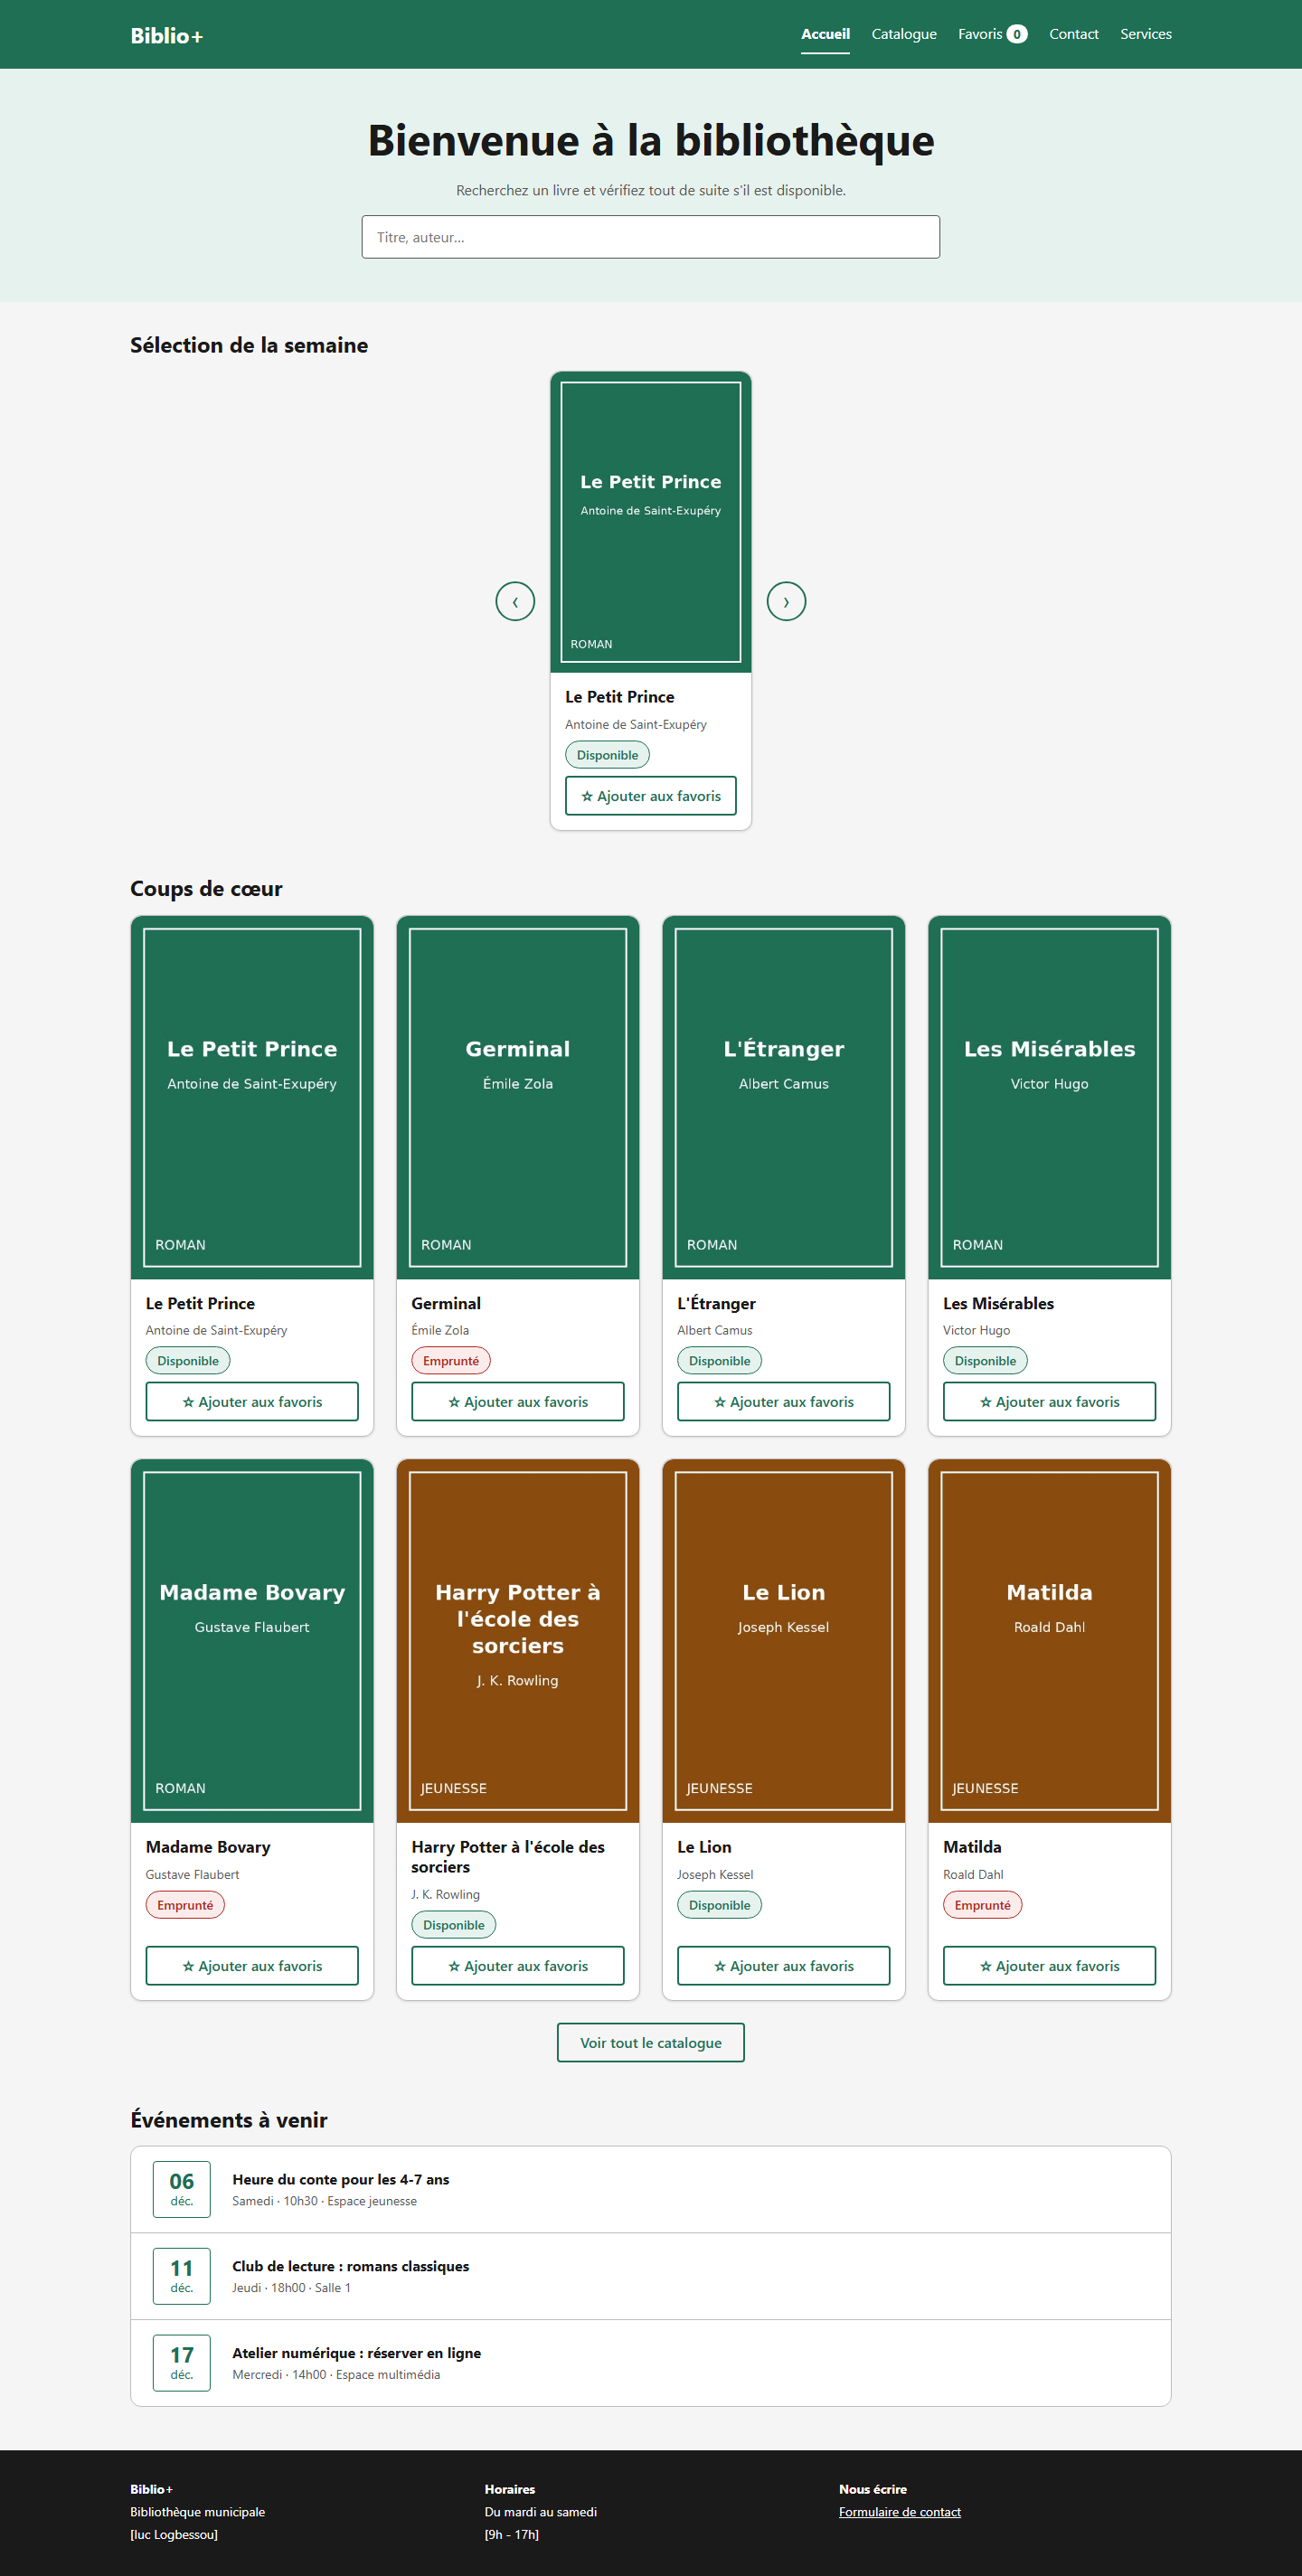 Biblio+
Accueil
Catalogue
Favoris 0
Contact
Services
Bienvenue à la bibliothèque
Recherchez un livre et vérifiez tout de suite s'il est disponible.
Titre, auteur...
Sélection de la semaine
Le Petit Prince
Antoine de Saint-Exupéry
ROMAN
‹
›
Le Petit Prince
Antoine de Saint-Exupéry
Disponible
☆ Ajouter aux favoris
Coups de cœur
Le Petit Prince
Antoine de Saint-Exupéry
ROMAN
Le Petit Prince
Antoine de Saint-Exupéry
Disponible
☆ Ajouter aux favoris
Germinal
Émile Zola
ROMAN
Germinal
Émile Zola
Emprunté
☆ Ajouter aux favoris
L'Étranger
Albert Camus
ROMAN
L'Étranger
Albert Camus
Disponible
☆ Ajouter aux favoris
Les Misérables
Victor Hugo
ROMAN
Les Misérables
Victor Hugo
Disponible
☆ Ajouter aux favoris
Madame Bovary
Gustave Flaubert
ROMAN
Madame Bovary
Gustave Flaubert
Emprunté
☆ Ajouter aux favoris
Harry Potter à
l'école des
sorciers
J. K. Rowling
JEUNESSE
Harry Potter à l'école des
sorciers
J. K. Rowling
Disponible
☆ Ajouter aux favoris
Le Lion
Joseph Kessel
JEUNESSE
Le Lion
Joseph Kessel
Disponible
☆ Ajouter aux favoris
Matilda
Roald Dahl
JEUNESSE
Matilda
Roald Dahl
Emprunté
☆ Ajouter aux favoris
Voir tout le catalogue
Événements à venir
06
déc.
Heure du conte pour les 4-7 ans
Samedi · 10h30 · Espace jeunesse
11
déc.
Club de lecture : romans classiques
Jeudi · 18h00 · Salle 1
17
déc.
Atelier numérique : réserver en ligne
Mercredi · 14h00 · Espace multimédia
Biblio+
Bibliothèque municipale
[luc Logbessou]
Horaires
Du mardi au samedi
[9h - 17h]
Nous écrire
Formulaire de contact